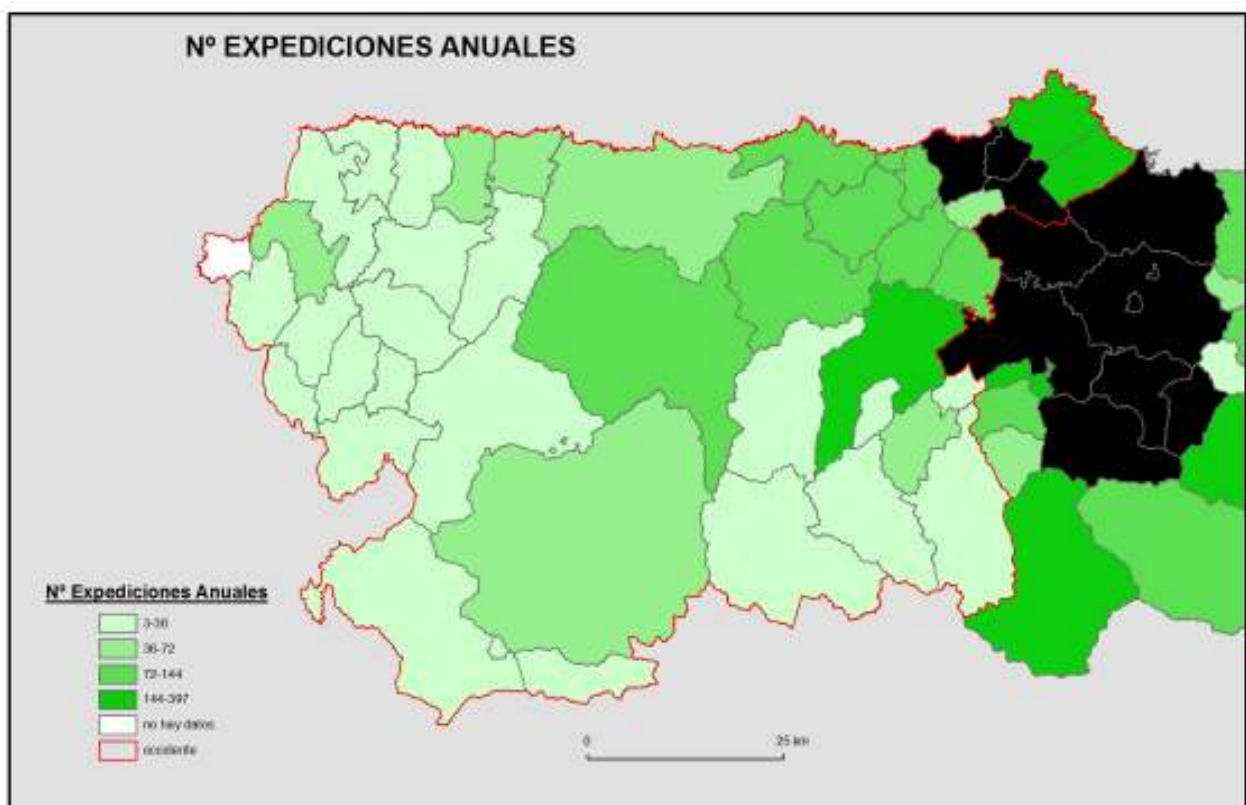 Nº EXPEDICIONES ANUALES
Nº Expediciones Anuales
3-36
36-72
72-144
144-397
no hay datos
occidente
0 25 km